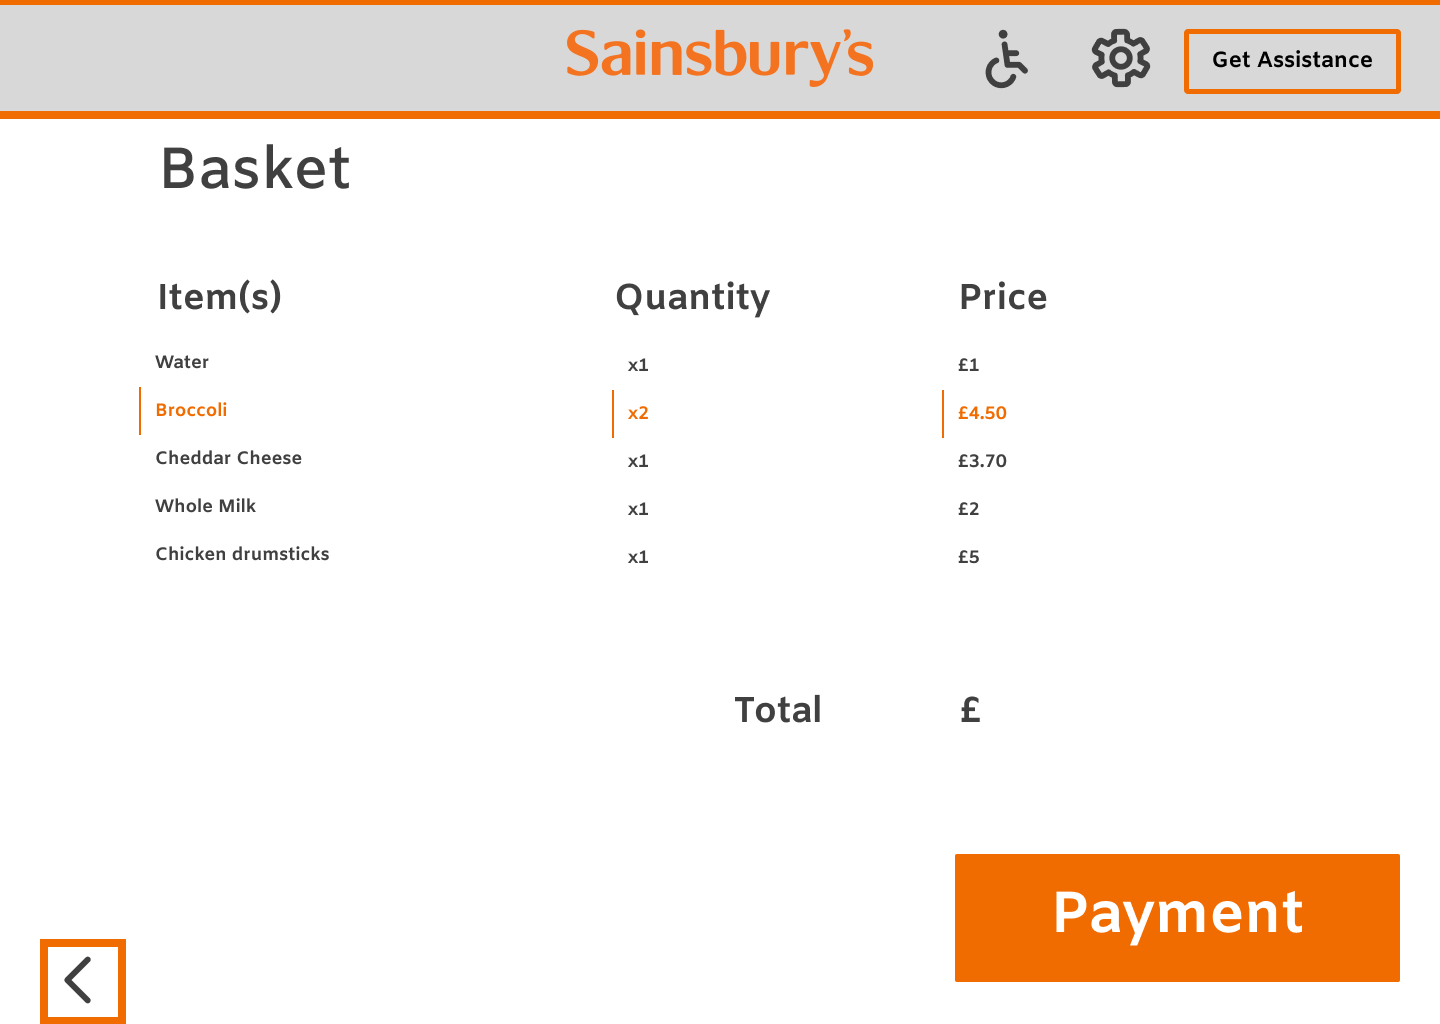 Sainsbury's
Get Assistance
Basket
Item(s) Quantity Price
Water x1 £1
Broccoli x2 £4.50
Cheddar Cheese x1 £3.70
Whole Milk x1 £2
Chicken drumsticks x1 £5
Total £
Payment